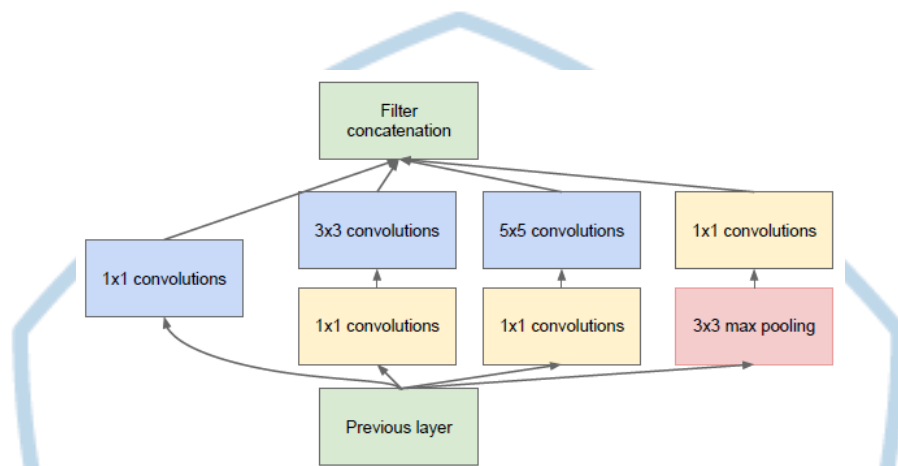 Filter
concatenation
3x3 convolutions
5x5 convolutions
1x1 convolutions
1x1 convolutions
1x1 convolutions
1x1 convolutions
3x3 max pooling
Previous layer